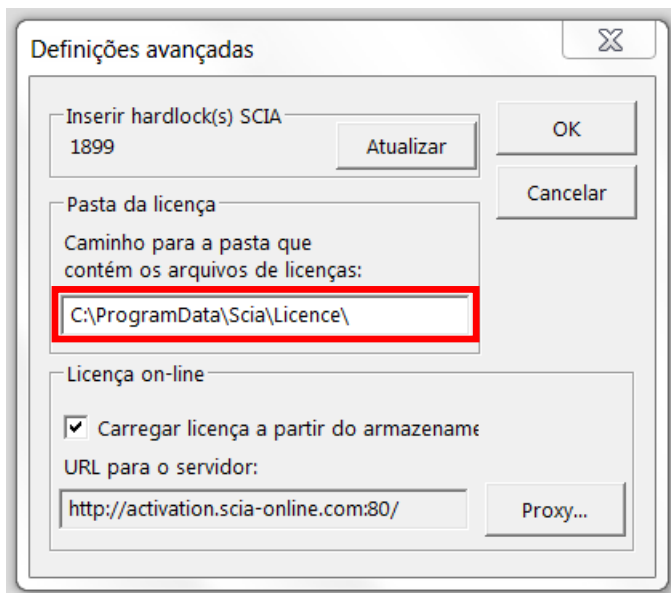 Definições avançadas
Inserir hardlock(s) SCIA
1899
Atualizar
OK
Cancelar
Pasta da licença
Caminho para a pasta que
contém os arquivos de licenças:
C:\ProgramData\Scia\Licence\
Licença on-line
Carregar licença a partir do armazename
URL para o servidor:
http://activation.scia-online.com:80/
Proxy...